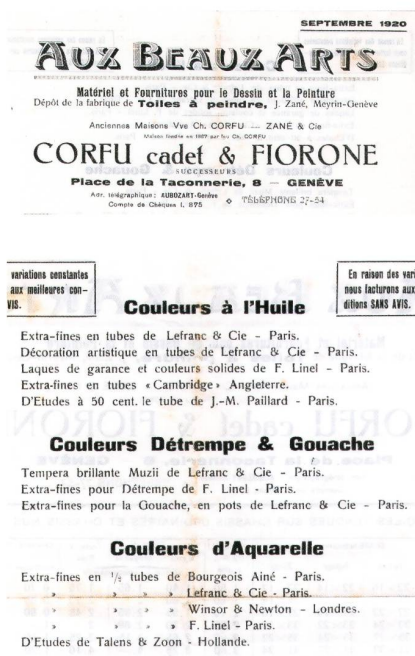 SEPTEMBRE 1920
AUX BEAUX ARTS
Matériel et Fournitures pour le Dessin et la Peinture
Dépôt de la fabrique de Toiles à peindre, J. Zané, Meyrin-Genève
Anciennes Maisons Vve Ch. CORFU — ZANÉ & Cie
Maison fondée en 1827 par feu Ch. CORFU
CORFU cadet & FIORONE
SUCCESSEURS
Place de la Taconnerie, 8 — GENÈVE
Adr. télégraphique: AUBOZART-Genève
Compte de Chèques I. 875
TÉLÉPHONE 27-54
variations constantes
aux meilleures con-
VIS.
En raison des vari
nous facturons aux
ditions SANS AVIS.
Couleurs à l'Huile
Extra-fines en tubes de Lefranc & Cie - Paris.
Décoration artistique en tubes de Lefranc & Cie - Paris.
Laques de garance et couleurs solides de F. Linel - Paris.
Extra-fines en tubes «Cambridge» Angleterre.
D'Etudes à 50 cent. le tube de J.-M. Paillard - Paris.
Couleurs Détrempe & Gouache
Tempera brillante Muzii de Lefranc & Cie - Paris.
Extra-fines pour Détrempe de F. Linel - Paris.
Extra-fines pour la Gouache, en pots de Lefranc & Cie - Paris.
Couleurs d'Aquarelle
Extra-fines en ½ tubes de Bourgeois Ainé - Paris.
» » » » Lefranc & Cie - Paris.
» » » » Winsor & Newton - Londres.
» » » » F. Linel - Paris.
D'Etudes de Talens & Zoon - Hollande.